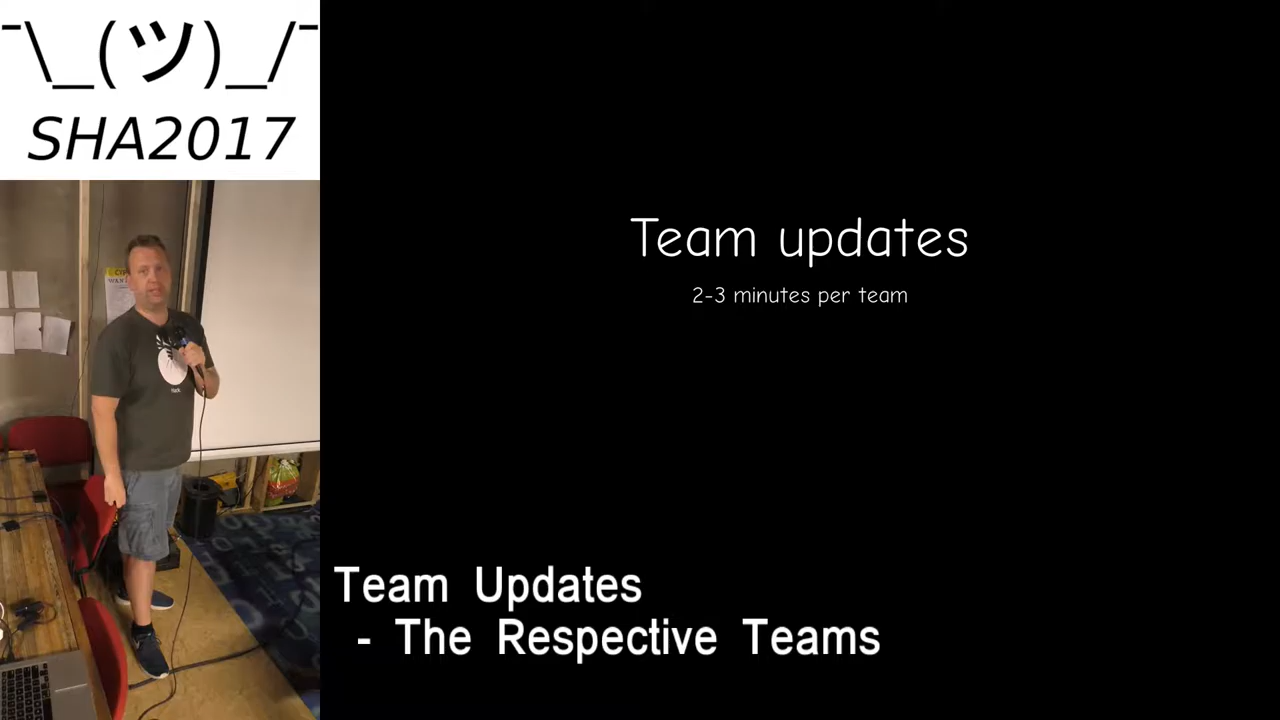 ¯\_(ツ)_/¯
SHA2017
Team updates
2-3 minutes per team
Team Updates
- The Respective Teams